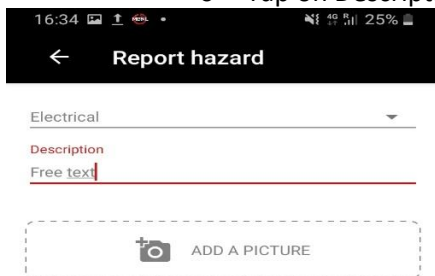 Tap on Descript
16:34 25%
Report hazard
Electrical
Description
Free text
ADD A PICTURE